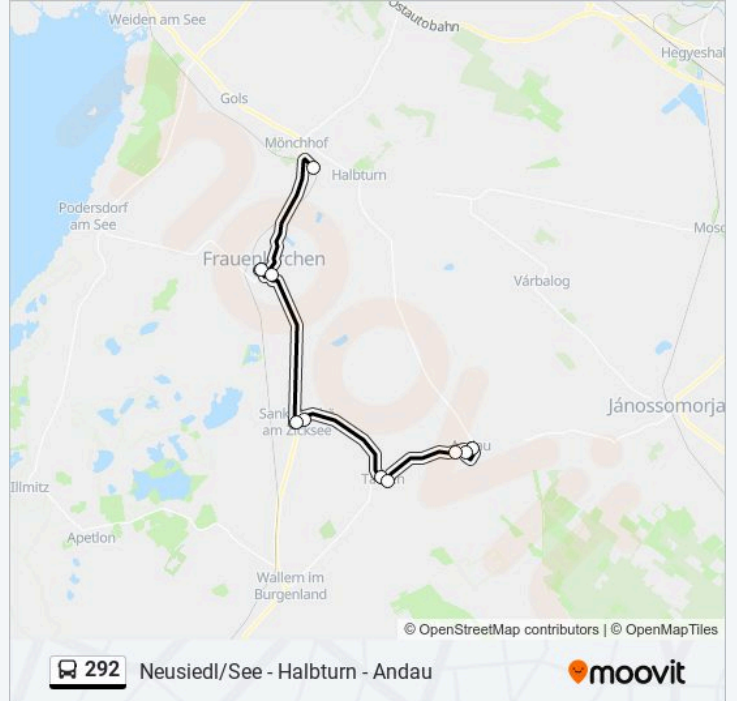 Ostautobahn
Weiden am See
Hegyeshal
Gols
Mönchhof
Halbturn
Podersdorf
am See
Mosc
Frauenkirchen
Várbalog
Jánossomorja
am Zicksee
Illmitz
Apetlon
Wallern im
Burgenland
© OpenStreetMap contributors | © OpenMapTiles
292 Neusiedl/See - Halbturn - Andau
moovit